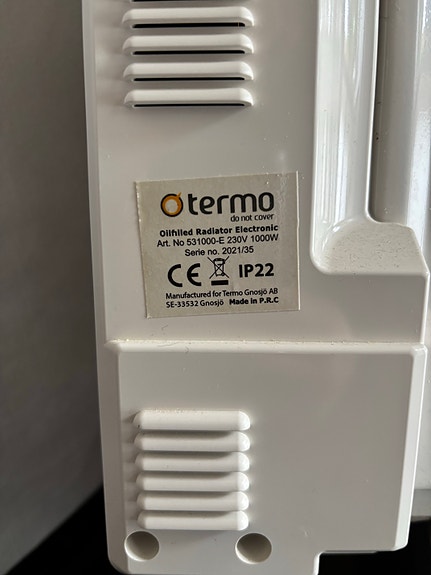 termo
do not cover
Oilfilled Radiator Electronic
Art. No 531000-E 230V 1000W
Serie no. 2021/35
CE IP22
Manufactured for Termo Gnosjö AB
SE-33532 Gnosjö Made in P.R.C